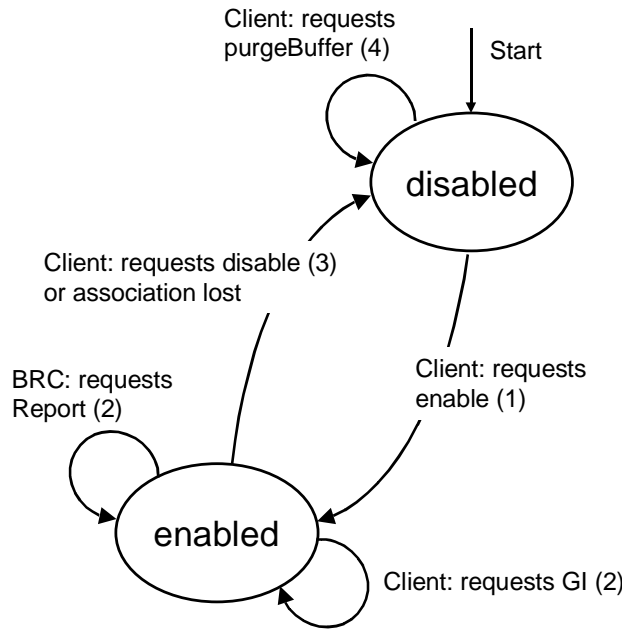 Client: requests
purgeBuffer (4)
Start
disabled
Client: requests disable (3)
or association lost
Client: requests
enable (1)
BRC: requests
Report (2)
enabled
Client: requests GI (2)